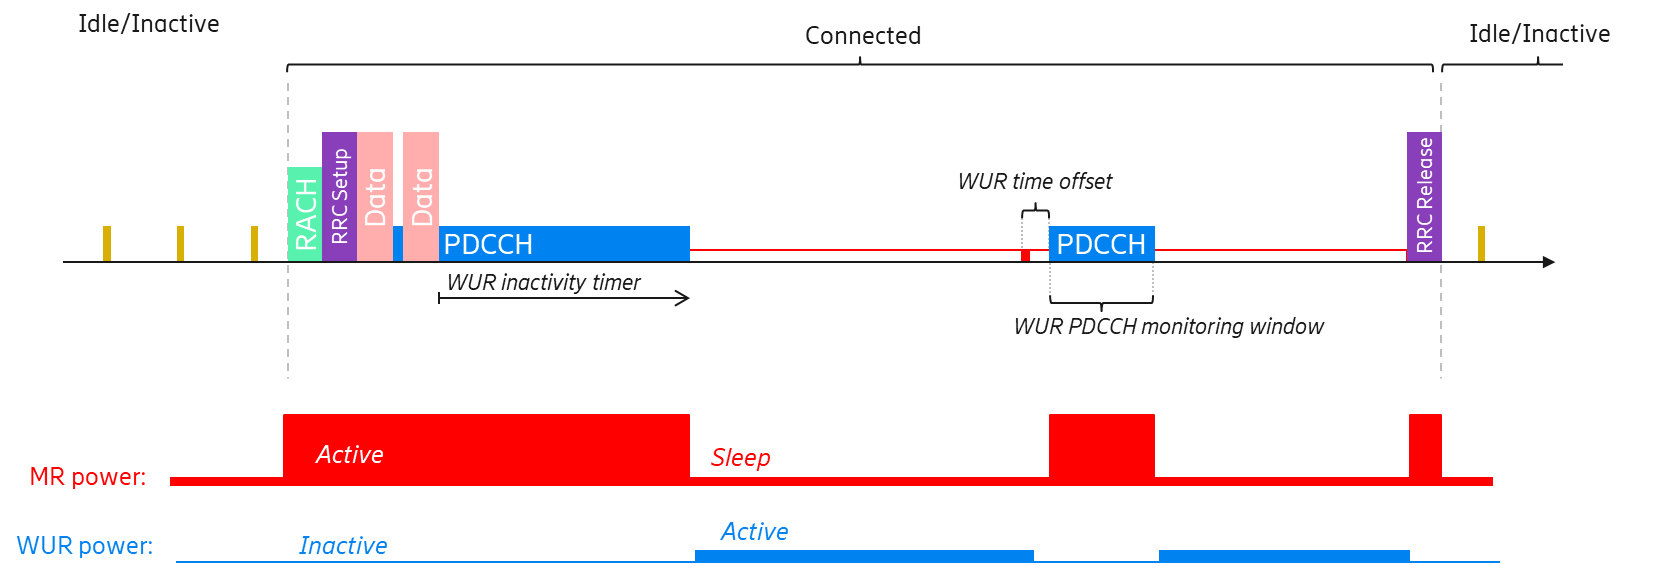 Idle/Inactive
Connected
Idle/Inactive
RACH
RRC Setup
Data
Data
PDCCH
WUR inactivity timer
WUR time offset
PDCCH
WUR PDCCH monitoring window
RRC Release
MR power:
Active
Sleep
WUR power:
Inactive
Active